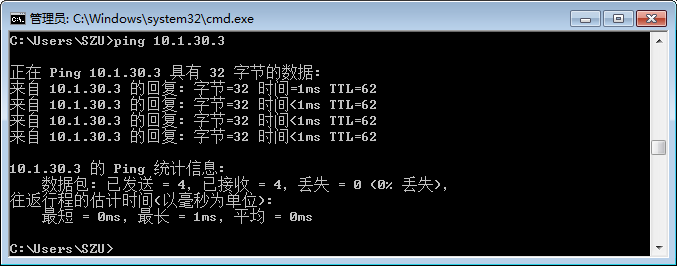 管理员: C:\Windows\system32\cmd.exe
C:\Users\SZU>ping 10.1.30.3
正在 Ping 10.1.30.3 具有 32 字节的数据:
来自 10.1.30.3 的回复: 字节=32 时间=1ms TTL=62
来自 10.1.30.3 的回复: 字节=32 时间<1ms TTL=62
来自 10.1.30.3 的回复: 字节=32 时间<1ms TTL=62
来自 10.1.30.3 的回复: 字节=32 时间<1ms TTL=62
10.1.30.3 的 Ping 统计信息:
数据包: 已发送 = 4, 已接收 = 4, 丢失 = 0 (0% 丢失),
往返行程的估计时间(以毫秒为单位):
最短 = 0ms, 最长 = 1ms, 平均 = 0ms
C:\Users\SZU>